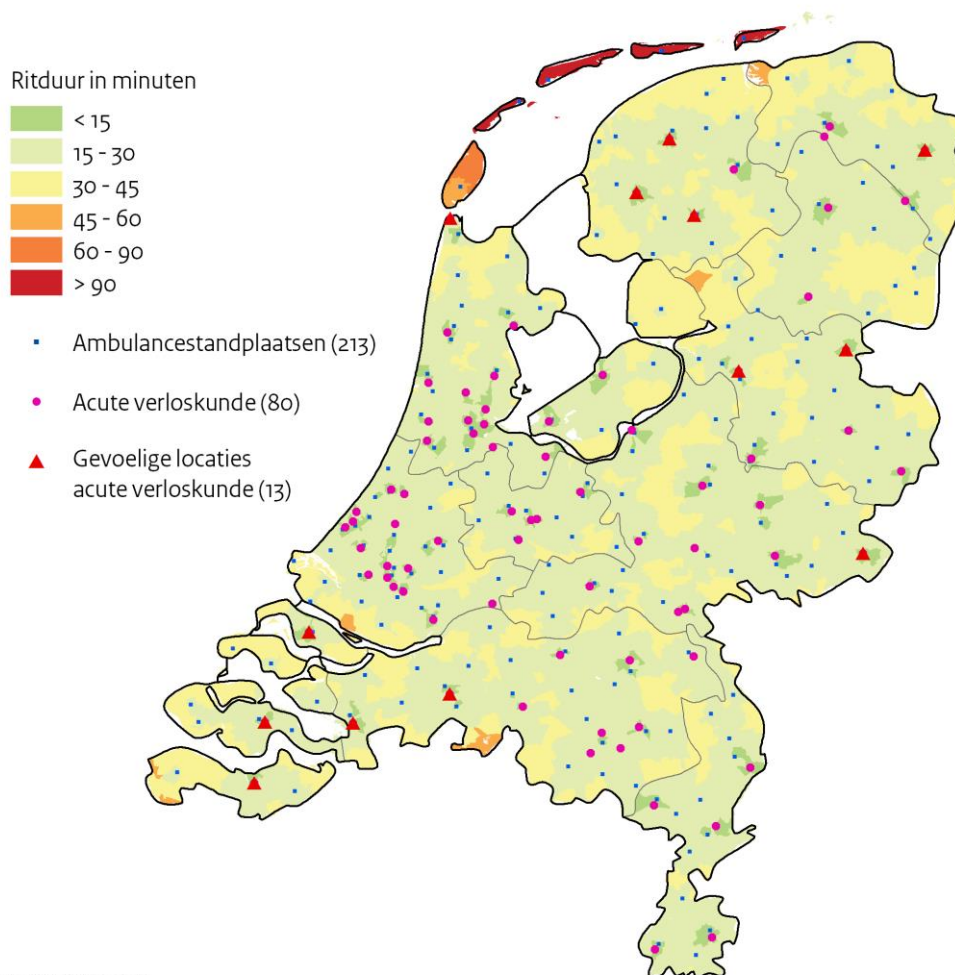 Ritduur in minuten
< 15
15 - 30
30 - 45
45 - 60
60 - 90
> 90
Ambulancestandplaatsen (213)
Acute verloskunde (80)
Gevoelige locaties
acute verloskunde (13)